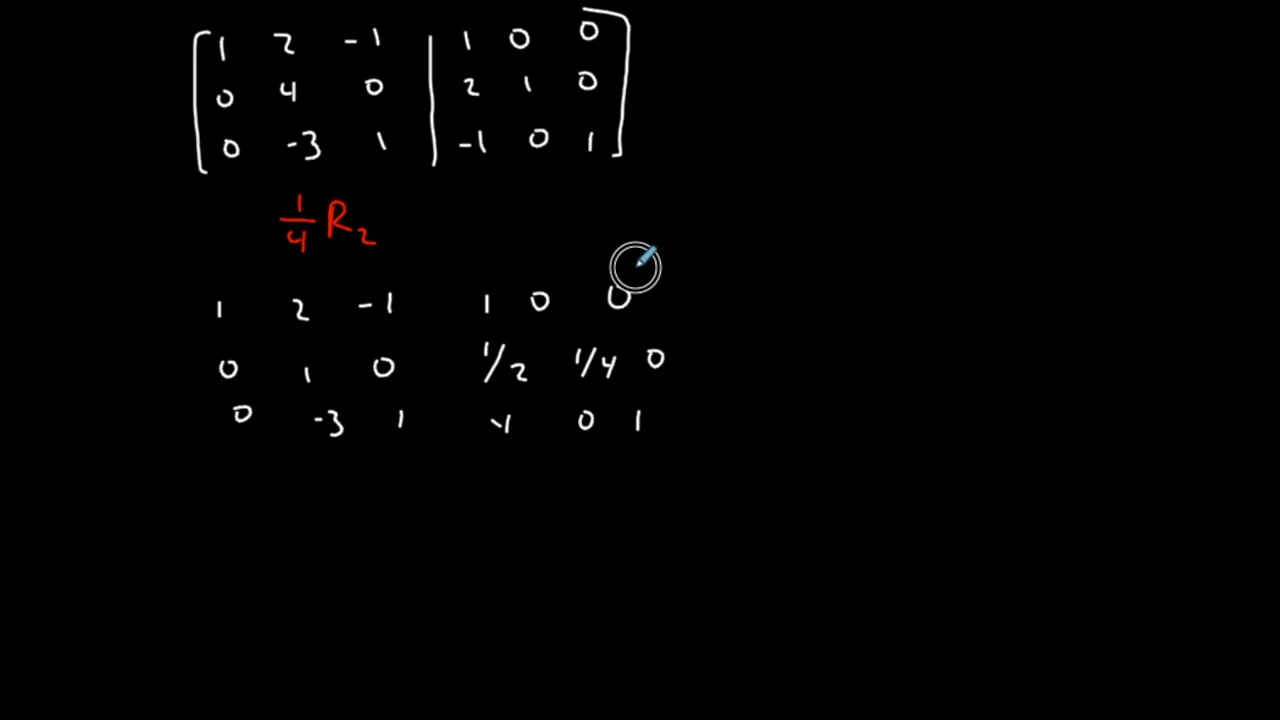 1 2 -1 | 1 0 0
0 4 0 | 2 1 0
0 -3 1 | -1 0 1
1/4 R2
1 2 -1 1 0 0
0 1 0 1/2 1/4 0
0 -3 1 -1 0 1